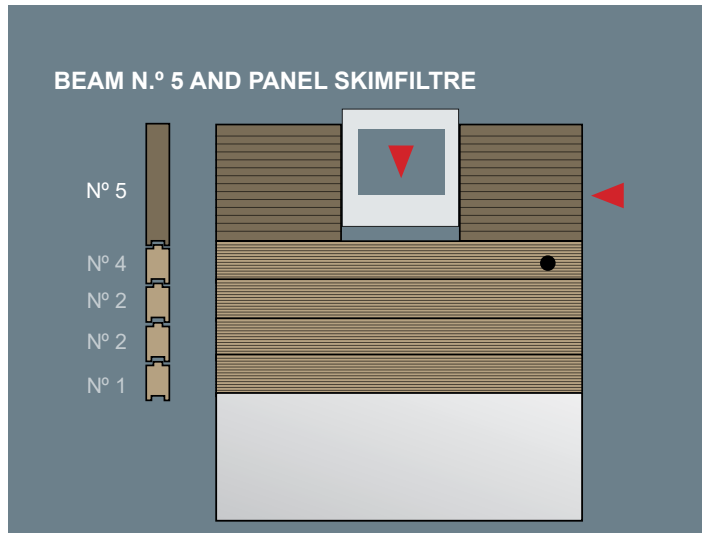 BEAM N.º 5 AND PANEL SKIMFILTRE
Nº 5
Nº 4
Nº 2
Nº 2
Nº 1